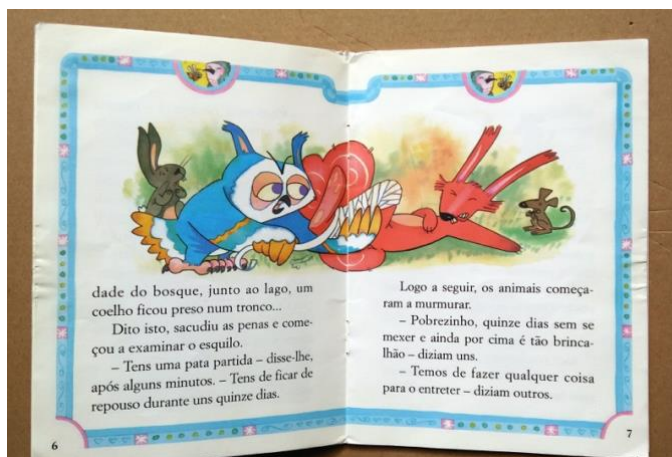 dade do bosque, junto ao lago, um
coelho ficou preso num tronco...
Dito isto, sacudiu as penas e come-
çou a examinar o esquilo.
– Tens uma pata partida – disse-lhe,
após alguns minutos. – Tens de ficar de
repouso durante uns quinze dias.
6
Logo a seguir, os animais começa-
ram a murmurar.
– Pobrezinho, quinze dias sem se
mexer e ainda por cima é tão brinca-
lhão – diziam uns.
– Temos de fazer qualquer coisa
para o entreter – diziam outros.
7